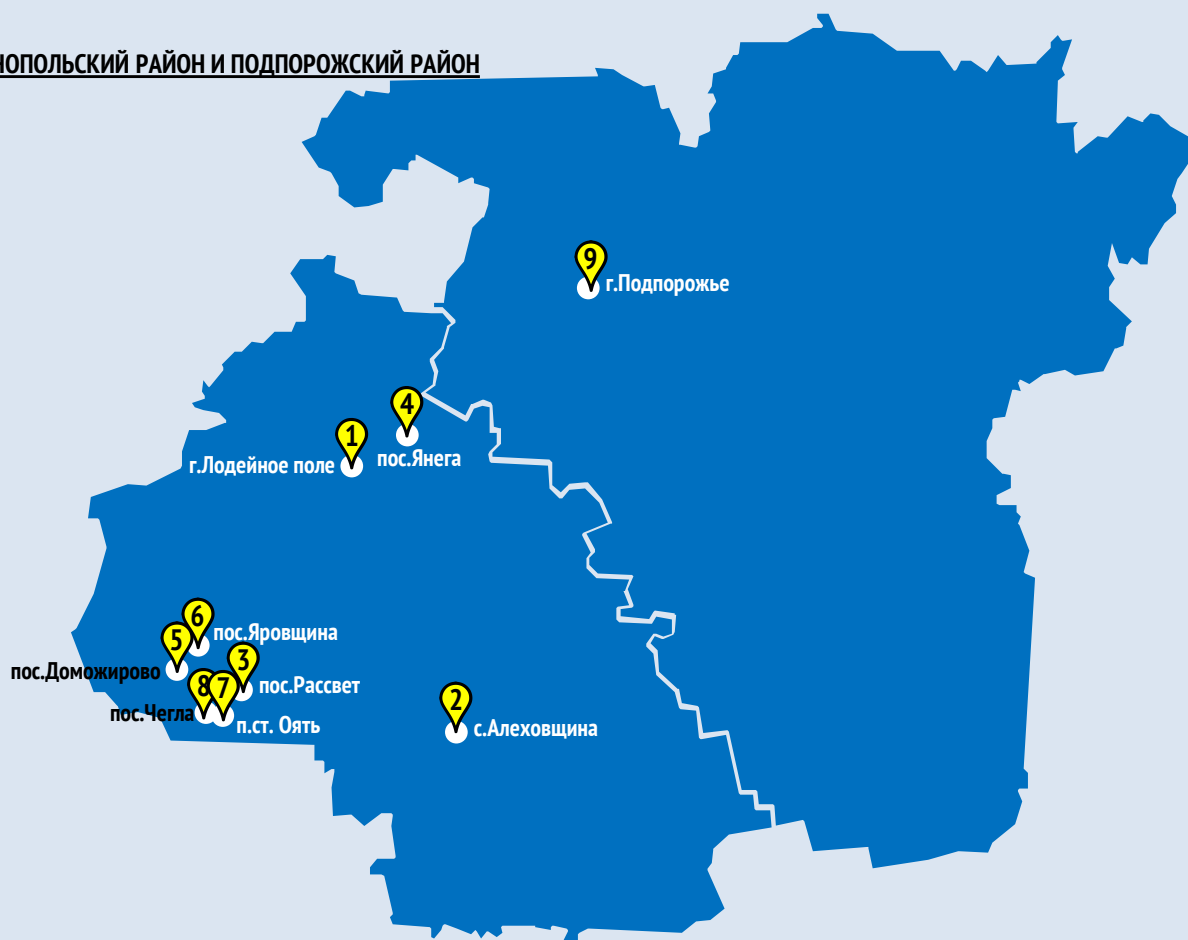 НОПОЛЬСКИЙ РАЙОН И ПОДПОРОЖСКИЙ РАЙОН
9
г.Подпорожье
4
1
пос.Янега
г.Лодейное поле
6
пос.Яровщина
5
3
пос.Доможирово
пос.Рассвет
8
7
2
пос.Чегла
п.ст. Оять
с.Алеховщина